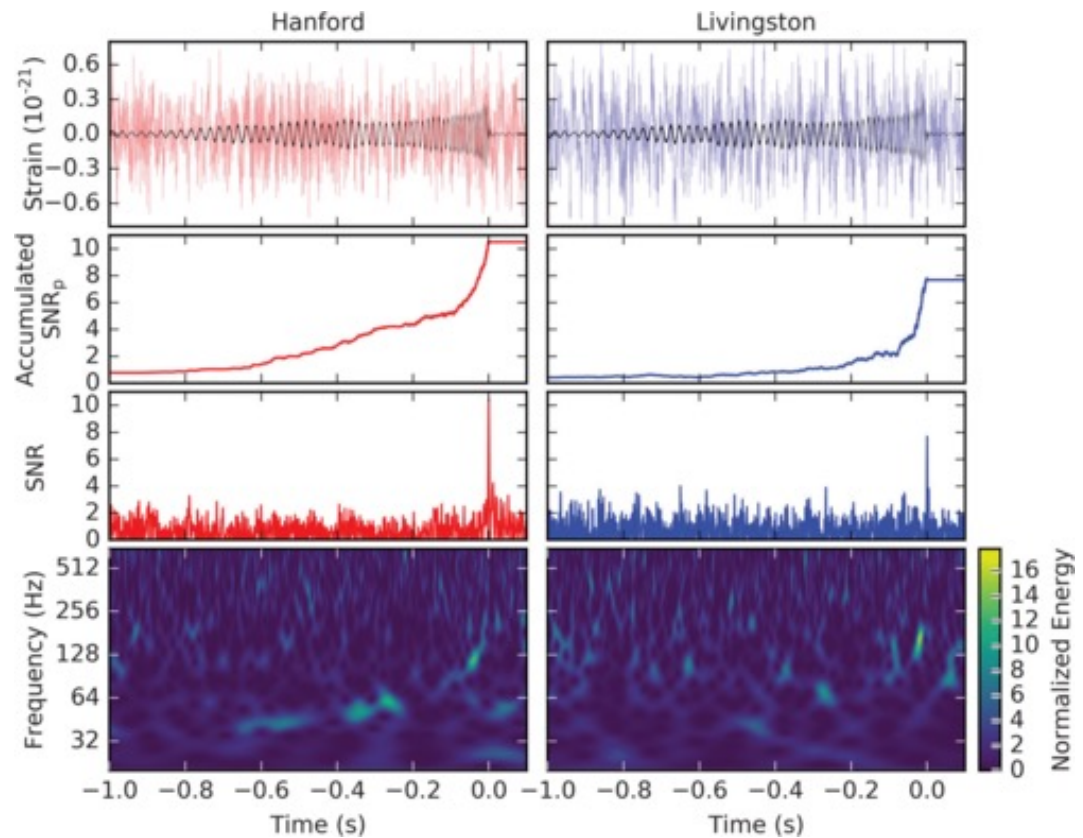 Hanford
Livingston
Strain (10⁻²¹)
0.6
0.3
0.0
−0.3
−0.6
Accumulated
SNRₚ
10
8
6
4
2
0
SNR
10
8
6
4
2
0
Frequency (Hz)
512
256
128
64
32
−1.0 −0.8 −0.6 −0.4 −0.2 0.0
Time (s)
−1.0 −0.8 −0.6 −0.4 −0.2 0.0
Time (s)
16
14
12
10
8
6
4
2
0
Normalized Energy